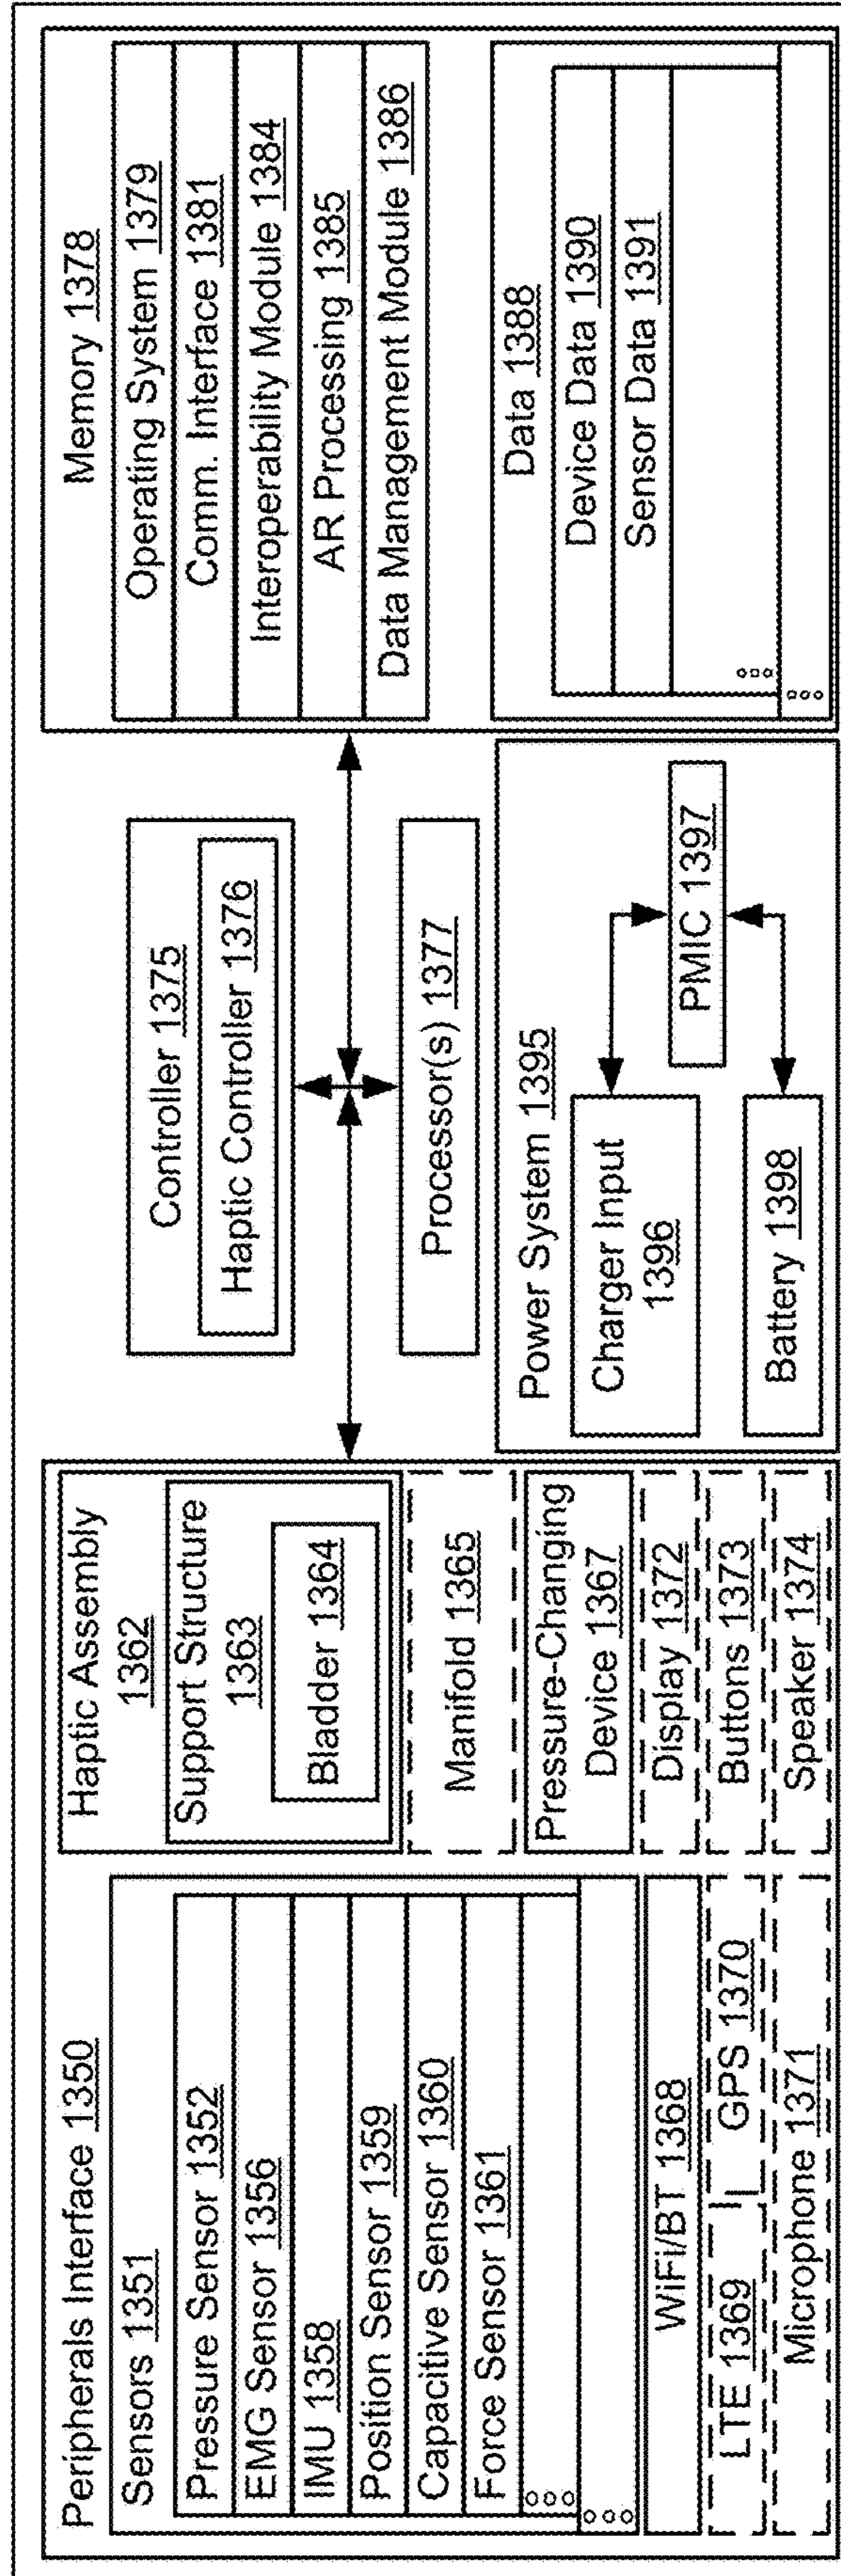 Peripherals Interface 1350
Sensors 1351
Pressure Sensor 1352
EMG Sensor 1356
IMU 1358
Position Sensor 1359
Capacitive Sensor 1360
Force Sensor 1361
WiFi/BT 1368
LTE 1369
GPS 1370
Microphone 1371
Haptic Assembly
1362
Support Structure
1363
Bladder 1364
Manifold 1365
Pressure-Changing
Device 1367
Display 1372
Buttons 1373
Speaker 1374
Controller 1375
Haptic Controller 1376
Processor(s) 1377
Power System 1395
Charger Input
1396
PMIC 1397
Battery 1398
Memory 1378
Operating System 1379
Comm. Interface 1381
Interoperability Module 1384
AR Processing 1385
Data Management Module 1386
Data 1388
Device Data 1390
Sensor Data 1391